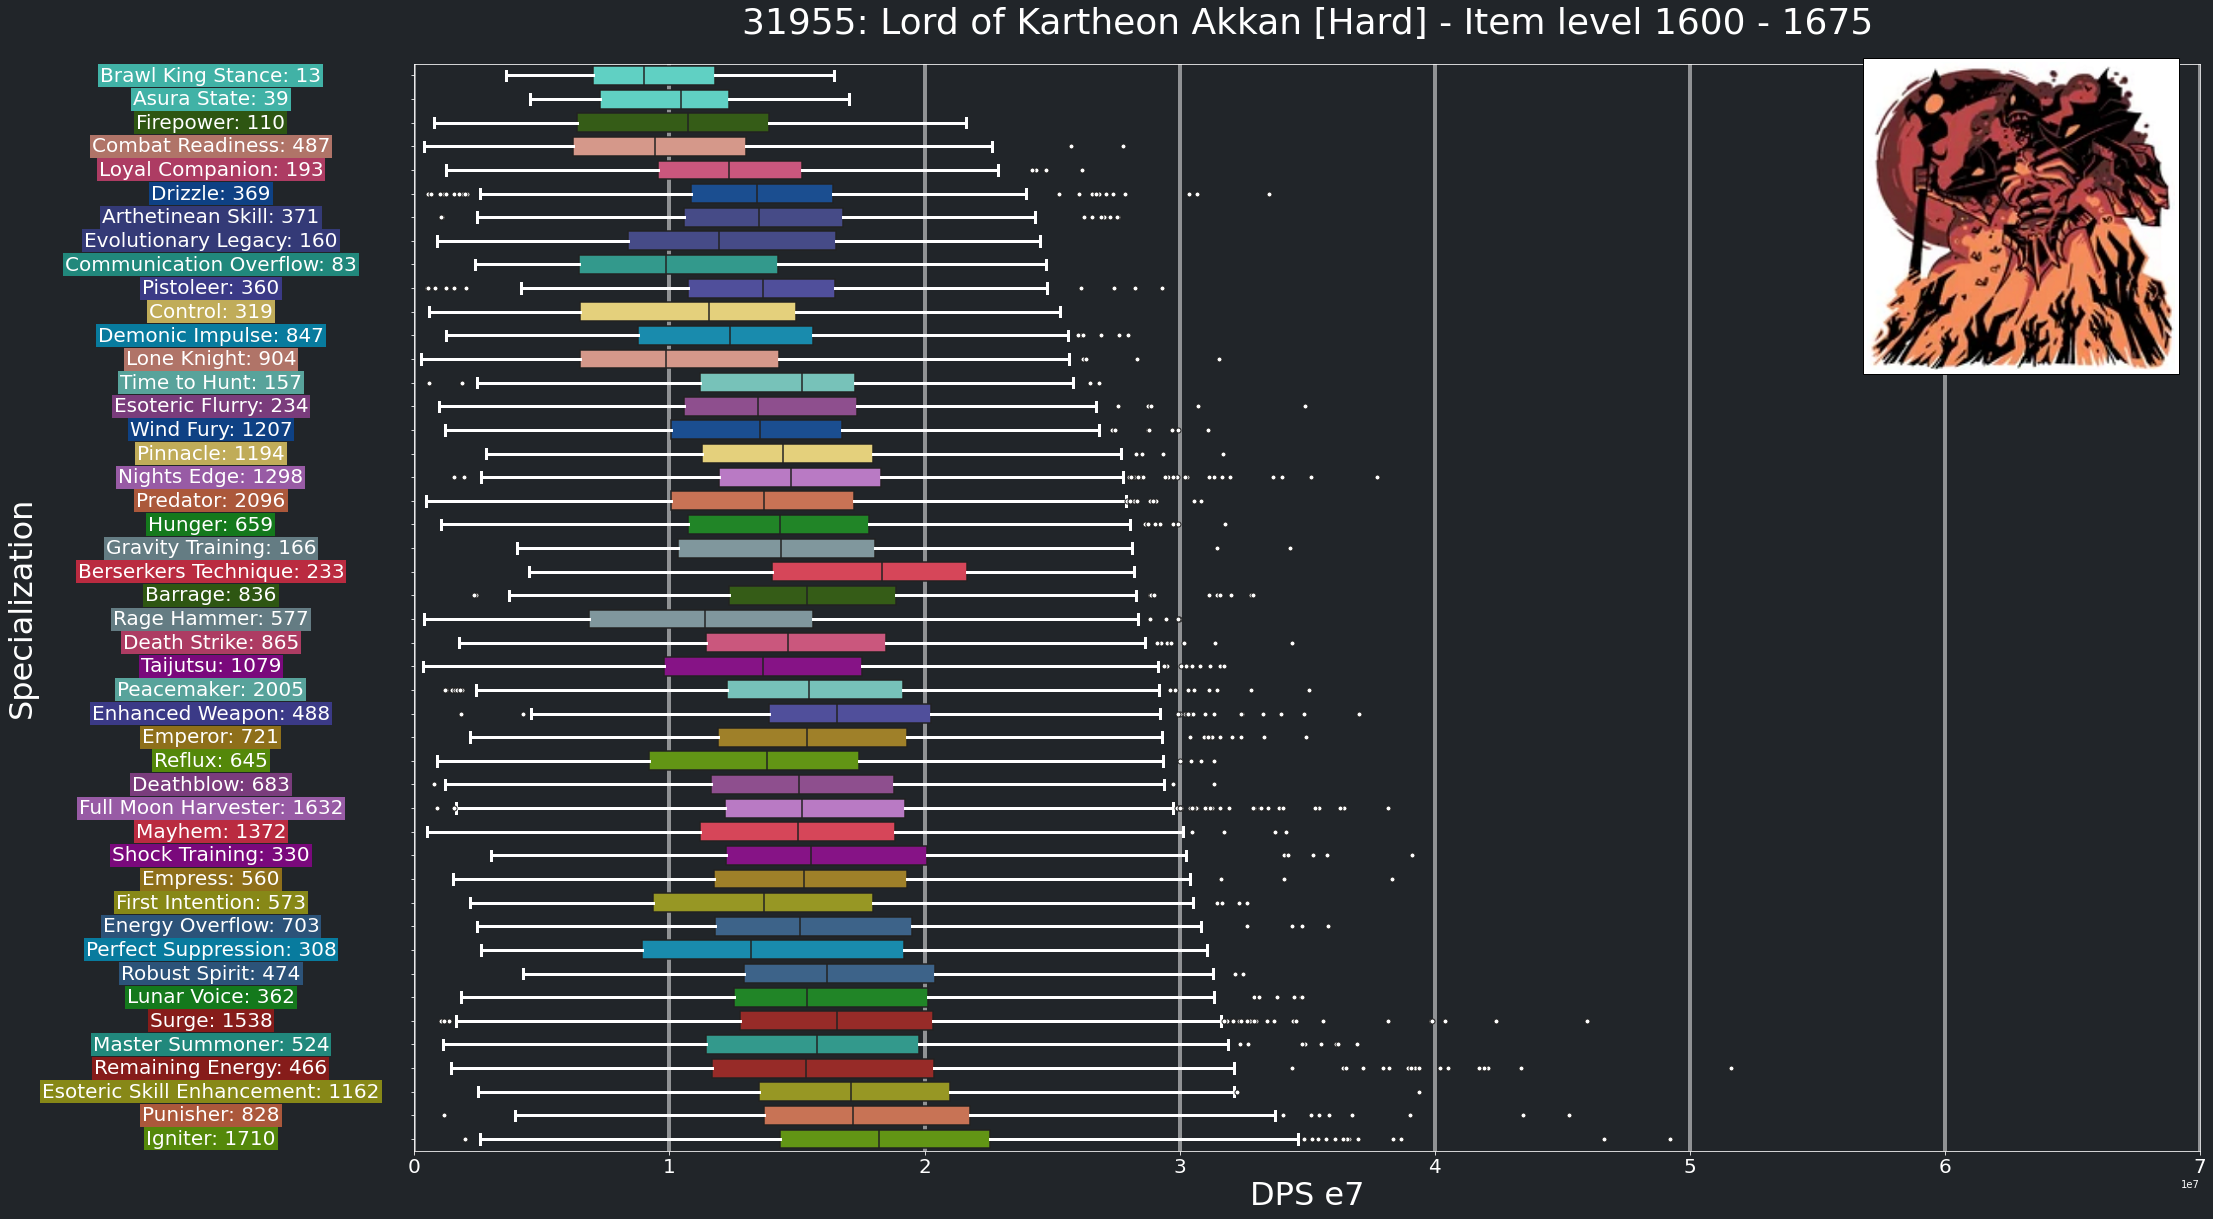 31955: Lord of Kartheon Akkan [Hard] - Item level 1600 - 1675
Specialization
Brawl King Stance: 13
Asura State: 39
Firepower: 110
Combat Readiness: 487
Loyal Companion: 193
Drizzle: 369
Arthetinean Skill: 371
Evolutionary Legacy: 160
Communication Overflow: 83
Pistoleer: 360
Control: 319
Demonic Impulse: 847
Lone Knight: 904
Time to Hunt: 157
Esoteric Flurry: 234
Wind Fury: 1207
Pinnacle: 1194
Nights Edge: 1298
Predator: 2096
Hunger: 659
Gravity Training: 166
Berserkers Technique: 233
Barrage: 836
Rage Hammer: 577
Death Strike: 865
Taijutsu: 1079
Peacemaker: 2005
Enhanced Weapon: 488
Emperor: 721
Reflux: 645
Deathblow: 683
Full Moon Harvester: 1632
Mayhem: 1372
Shock Training: 330
Empress: 560
First Intention: 573
Energy Overflow: 703
Perfect Suppression: 308
Robust Spirit: 474
Lunar Voice: 362
Surge: 1538
Master Summoner: 524
Remaining Energy: 466
Esoteric Skill Enhancement: 1162
Punisher: 828
Igniter: 1710
0 1 2 3 4 5 6 7
1e7
DPS e7